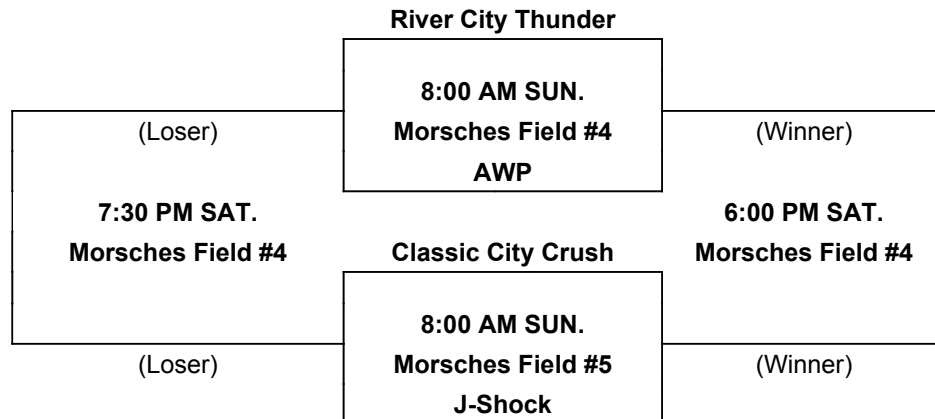 River City Thunder
8:00 AM SUN.
(Loser)
Morsches Field #4
(Winner)
AWP
7:30 PM SAT.
6:00 PM SAT.
Morsches Field #4
Classic City Crush
Morsches Field #4
8:00 AM SUN.
(Loser)
Morsches Field #5
(Winner)
J-Shock